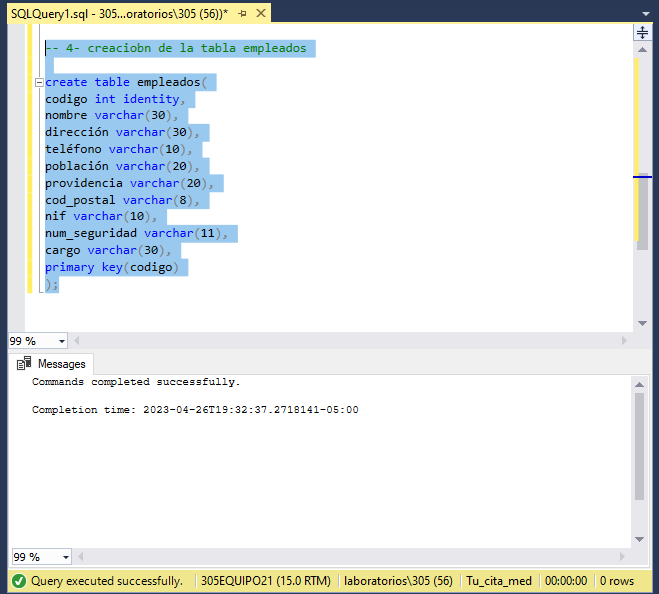 SQLQuery1.sql - 305...oratorios\305 (56))*
-- 4- creaciobn de la tabla empleados
create table empleados(
codigo int identity,
nombre varchar(30),
dirección varchar(30),
teléfono varchar(10),
población varchar(20),
providencia varchar(20),
cod_postal varchar(8),
nif varchar(10),
num_seguridad varchar(11),
cargo varchar(30),
primary key(codigo)
);
99 %
Messages
Commands completed successfully.
Completion time: 2023-04-26T19:32:37.2718141-05:00
99 %
Query executed successfully. 305EQUIPO21 (15.0 RTM) laboratorios\305 (56) Tu_cita_med 00:00:00 0 rows